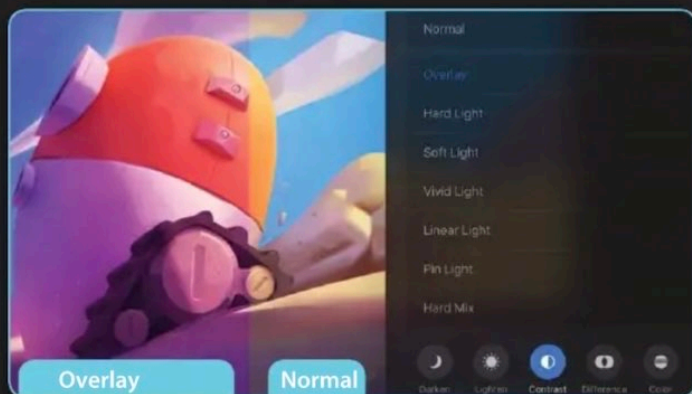 Normal
Overlay
Hard Light
Soft Light
Vivid Light
Linear Light
Pin Light
Hard Mix
Darken Lighten Contrast Difference Color
Overlay
Normal